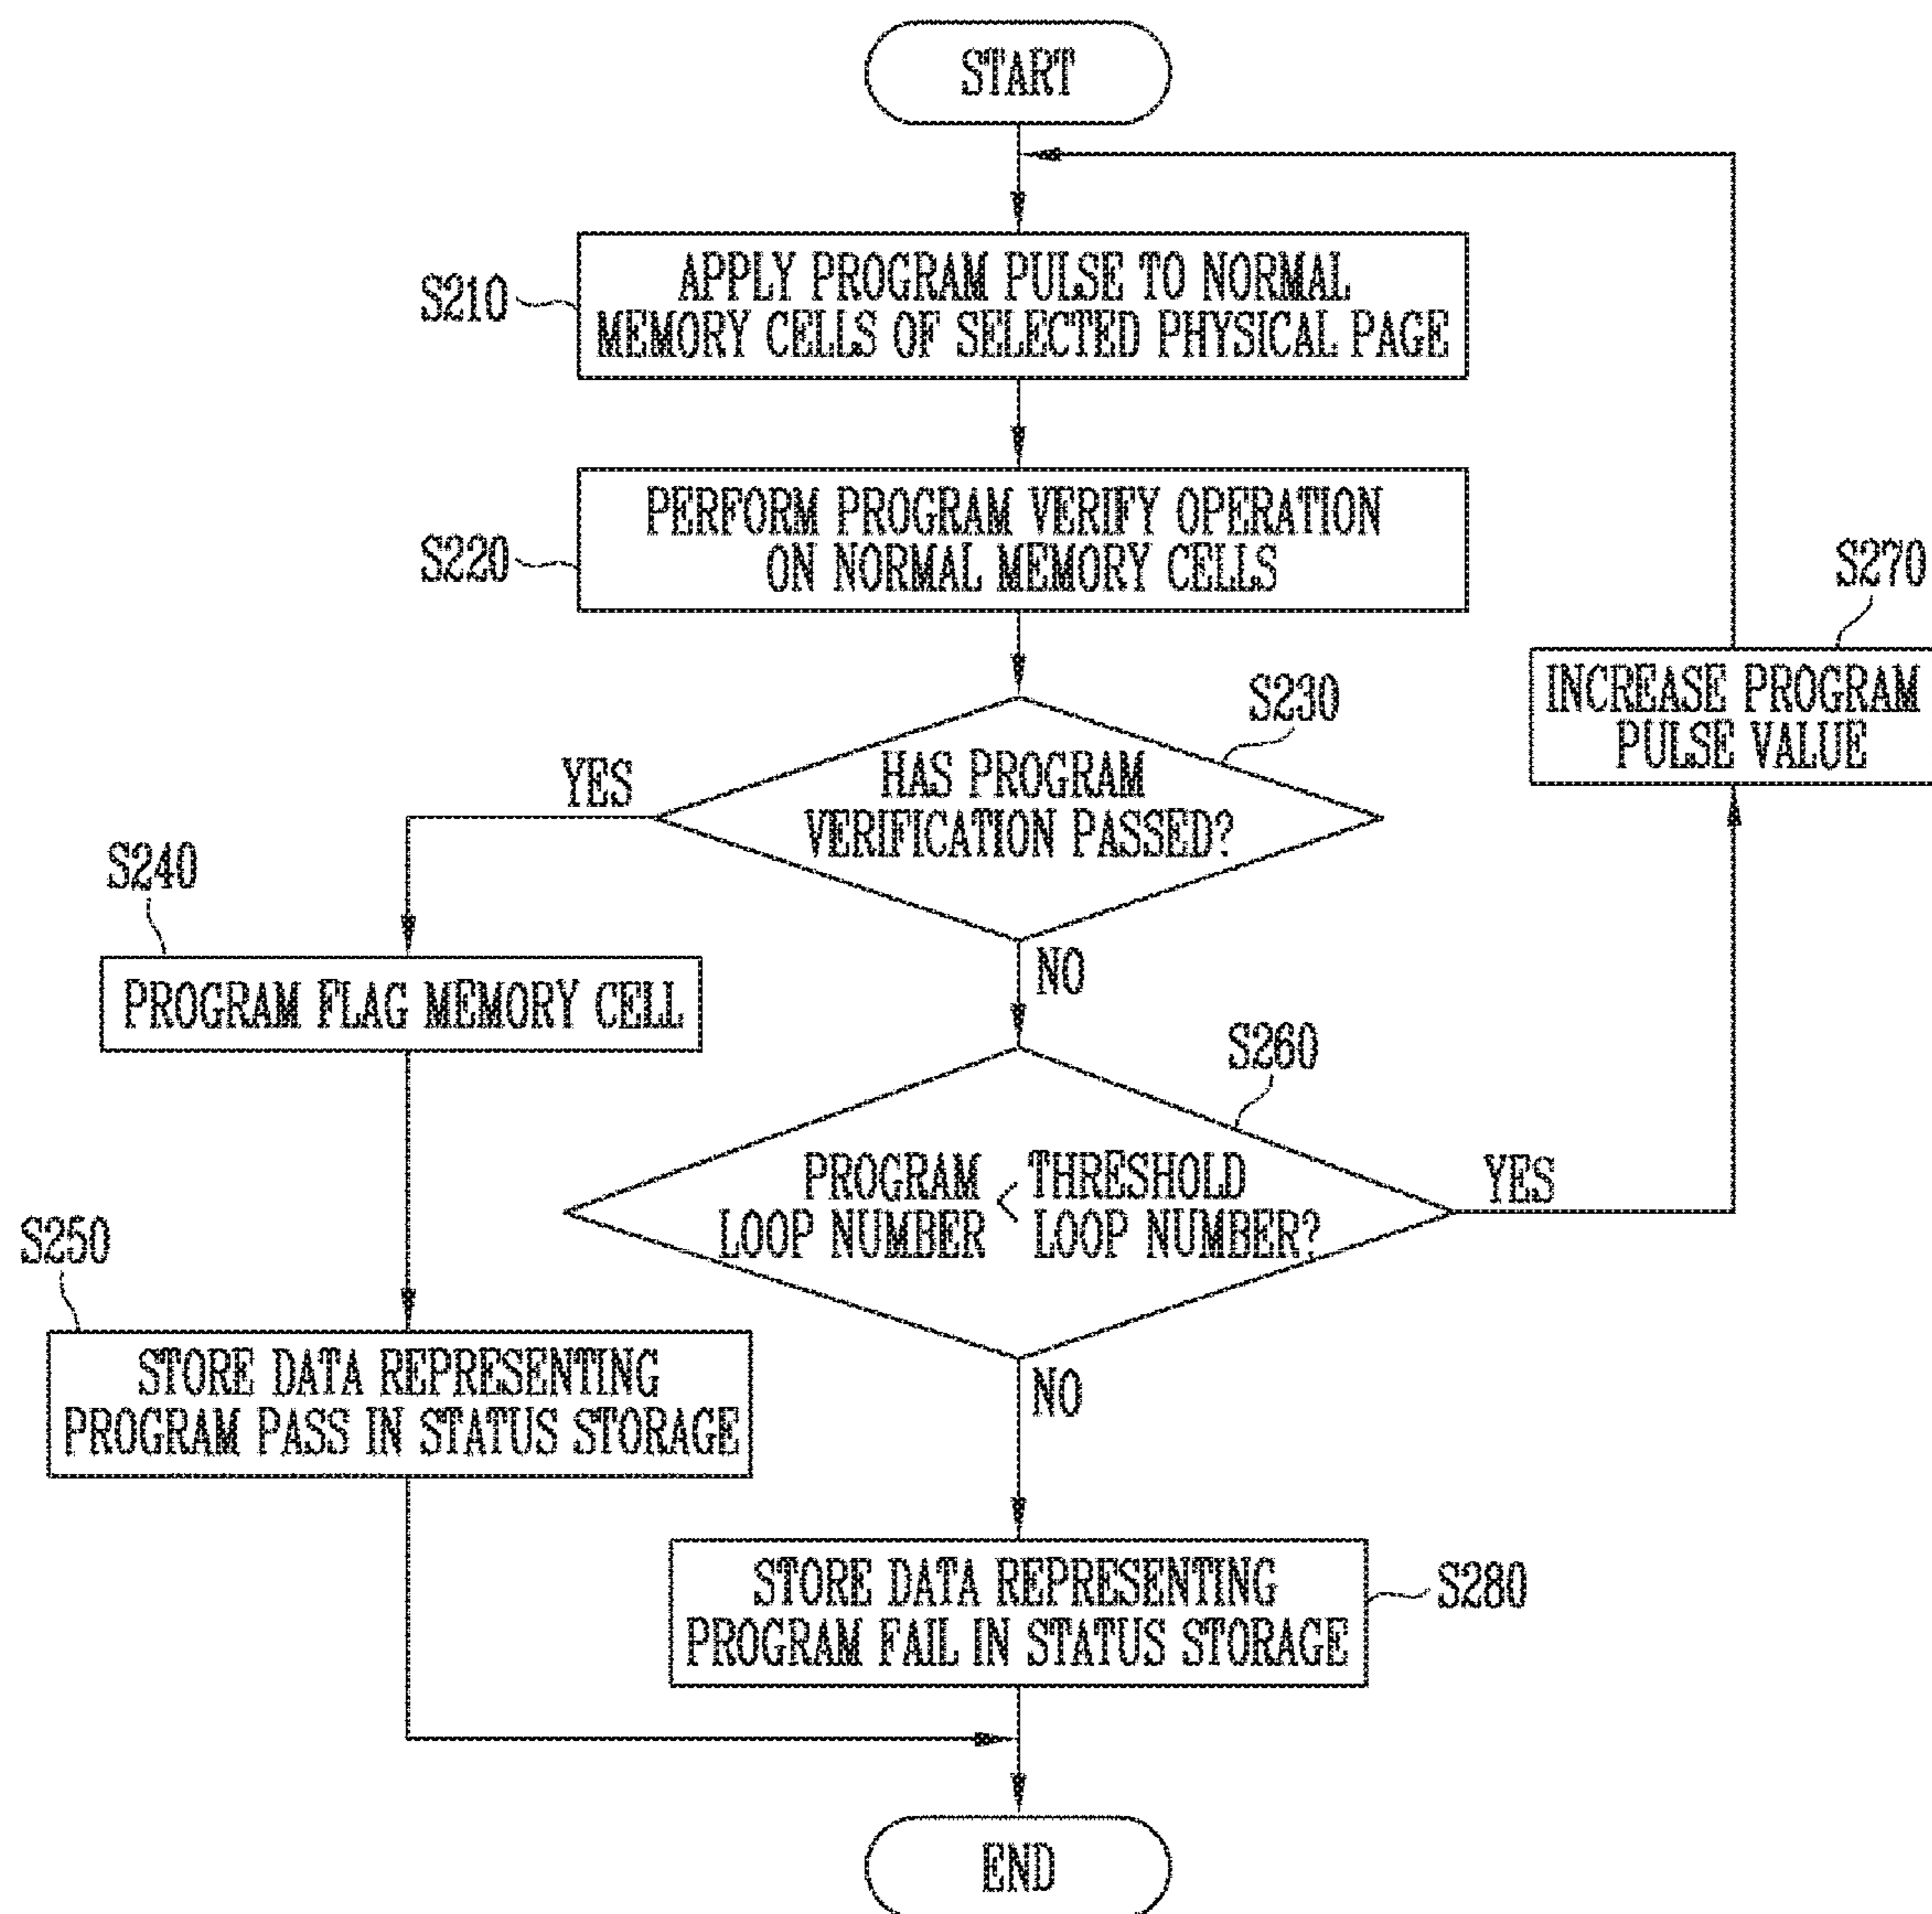 START
S210
APPLY PROGRAM PULSE TO NORMAL
MEMORY CELLS OF SELECTED PHYSICAL PAGE
S220
PERFORM PROGRAM VERIFY OPERATION
ON NORMAL MEMORY CELLS
S270
INCREASE PROGRAM
PULSE VALUE
S230
HAS PROGRAM
VERIFICATION PASSED?
YES
NO
S240
PROGRAM FLAG MEMORY CELL
S260
PROGRAM < THRESHOLD
LOOP NUMBER LOOP NUMBER?
YES
NO
S250
STORE DATA REPRESENTING
PROGRAM PASS IN STATUS STORAGE
S280
STORE DATA REPRESENTING
PROGRAM FAIL IN STATUS STORAGE
END